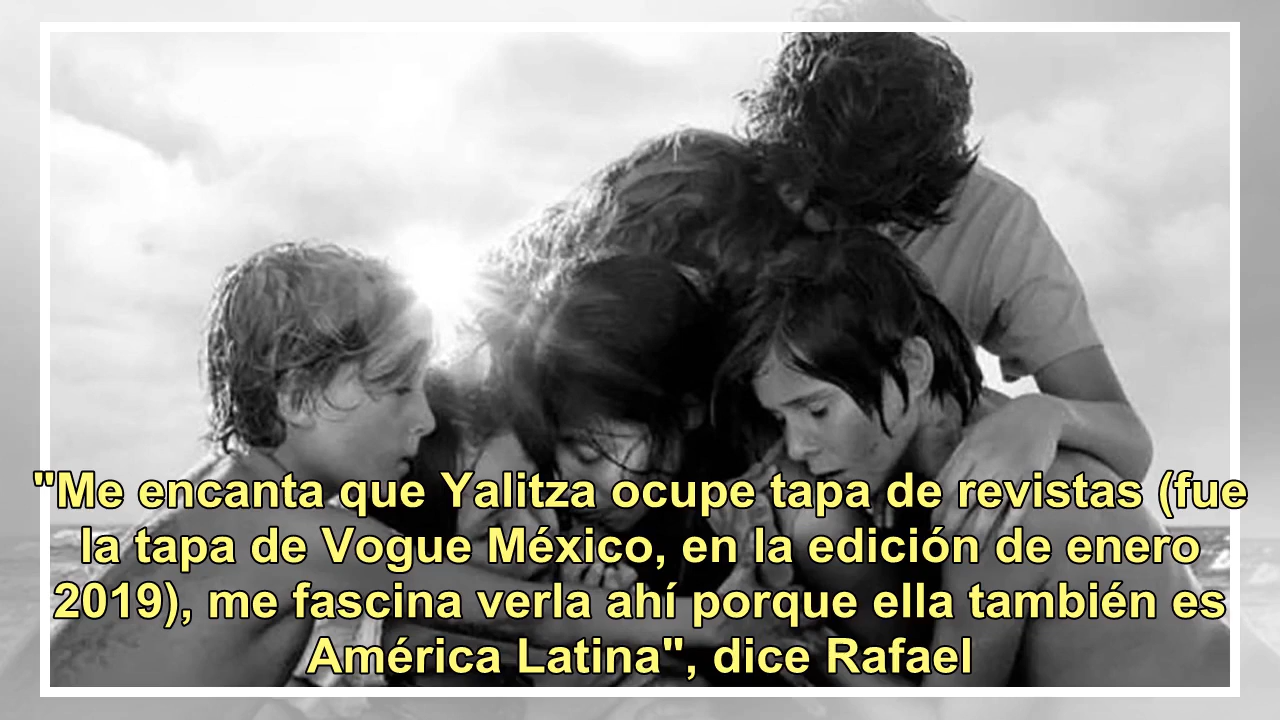 "Me encanta que Yalitza ocupe tapa de revistas (fue
la tapa de Vogue México, en la edición de enero
2019), me fascina verla ahí porque ella también es
América Latina", dice Rafael